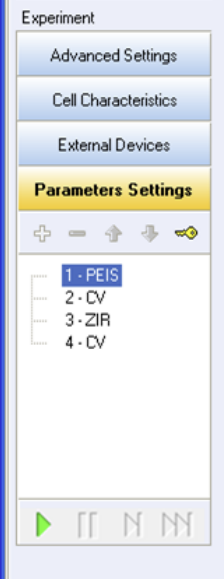 Experiment
Advanced Settings
Cell Characteristics
External Devices
Parameters Settings
1 - PEIS
2 - CV
3 - ZIR
4 - CV